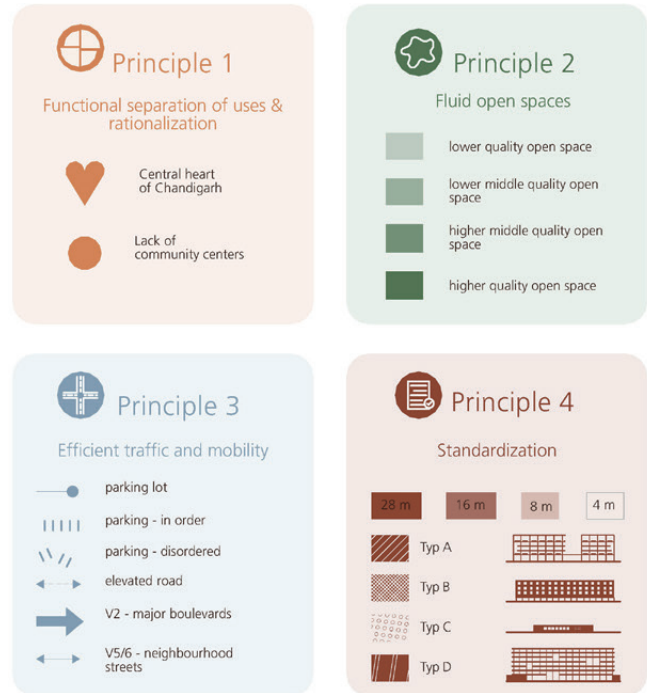 Principle 1
Functional separation of uses &
rationalization
Central heart
of Chandigarh
Lack of
community centers
Principle 2
Fluid open spaces
lower quality open space
lower middle quality open
space
higher middle quality open
space
higher quality open space
Principle 3
Efficient traffic and mobility
parking lot
parking - in order
parking - disordered
elevated road
V2 - major boulevards
V5/6 - neighbourhood
streets
Principle 4
Standardization
28 m
16 m
8 m
4 m
Typ A
Typ B
Typ C
Typ D